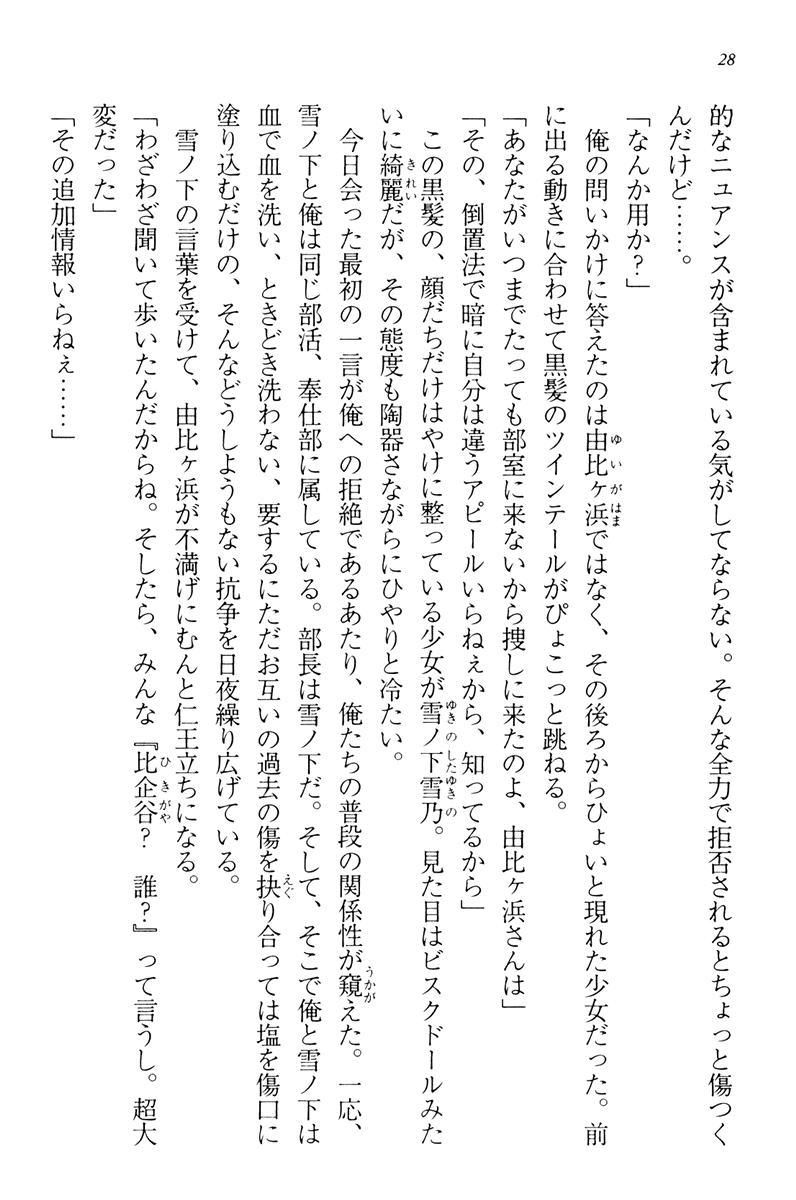 28
的なニュアンスが含まれている気がしてならない。そんな全力で拒否されるとちょっと傷つく
んだけど……。
「なんか用か？」
　俺の問いかけに答えたのは由比ヶ浜ではなく、その後ろからひょいと現れた少女だった。前
に出る動きに合わせて黒髪のツインテールがぴょこっと跳ねる。
「あなたがいつまでたっても部室に来ないから捜しに来たのよ、由比ヶ浜さんは」
「その、倒置法で暗に自分は違うアピールいらねぇから、知ってるから」
　この黒髪の、顔だちだけはやけに整っている少女が雪ノ下雪乃。見た目はビスクドールみた
いに綺麗だが、その態度も陶器さながらにひやりと冷たい。
　今日会った最初の一言が俺への拒絶であるあたり、俺たちの普段の関係性が窺えた。一応、
雪ノ下と俺は同じ部活、奉仕部に属している。部長は雪ノ下だ。そして、そこで俺と雪ノ下は
血で血を洗い、ときどき洗わない、要するにただお互いの過去の傷を抉り合っては塩を傷口に
塗り込むだけの、そんなどうしようもない抗争を日夜繰り広げている。
　雪ノ下の言葉を受けて、由比ヶ浜が不満げにむんと仁王立ちになる。
「わざわざ聞いて歩いたんだからね。そしたら、みんな『比企谷？　誰？』って言うし。超大
変だった」
「その追加情報いらねぇ……」